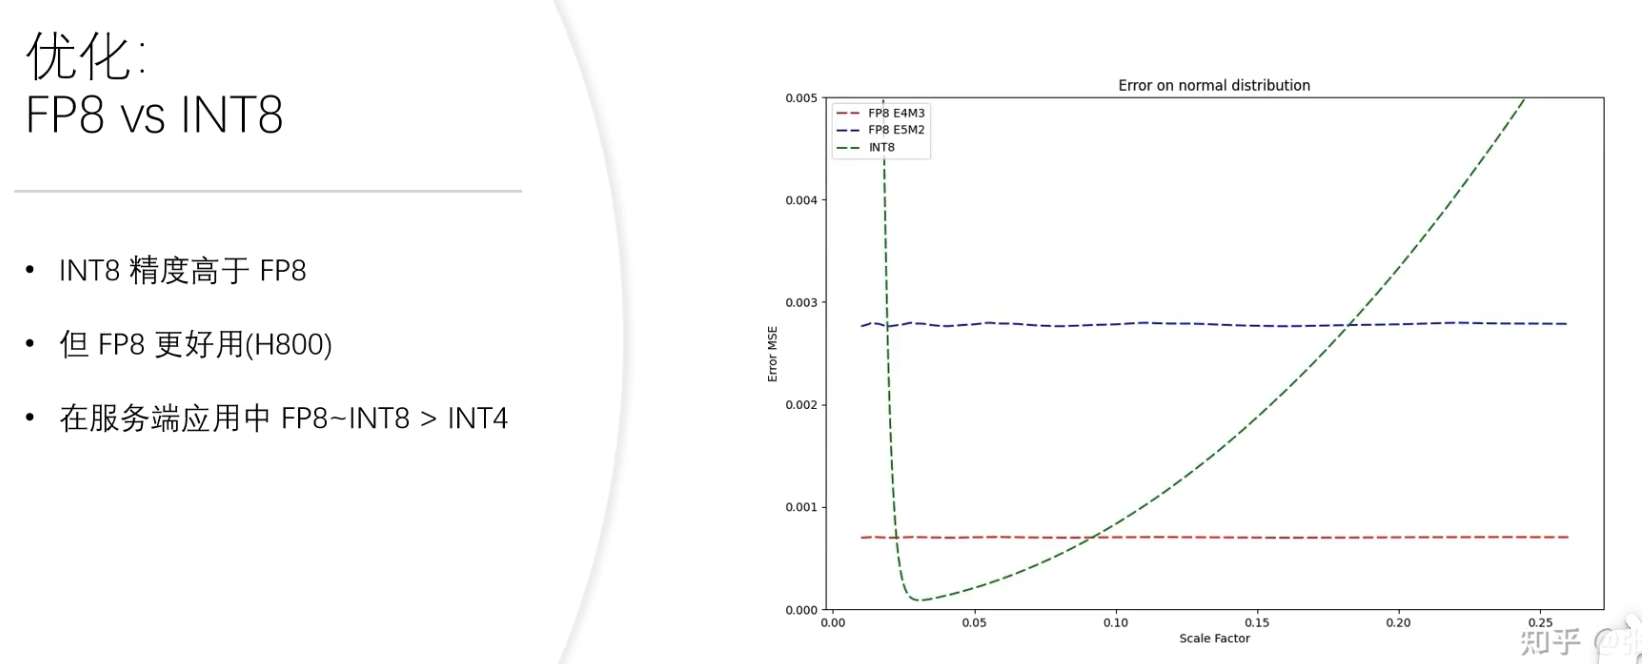 优化:
FP8 vs INT8
• INT8 精度高于 FP8
• 但 FP8 更好用(H800)
• 在服务端应用中 FP8~INT8 > INT4
Error on normal distribution
FP8 E4M3
FP8 E5M2
INT8
0.005
0.004
0.003
0.002
0.001
0.000
Error MSE
0.00 0.05 0.10 0.15 0.20 0.25
Scale Factor
知乎 @